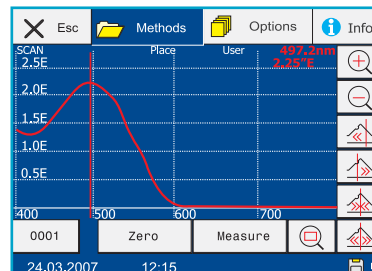 Esc Methods Options Info
SCAN Place User 497.2nm
2.5E 2.25°E
2.0E
1.5E
1.0E
0.5E
400 500 600 700
0001 Zero Measure
24.03.2007 12:15